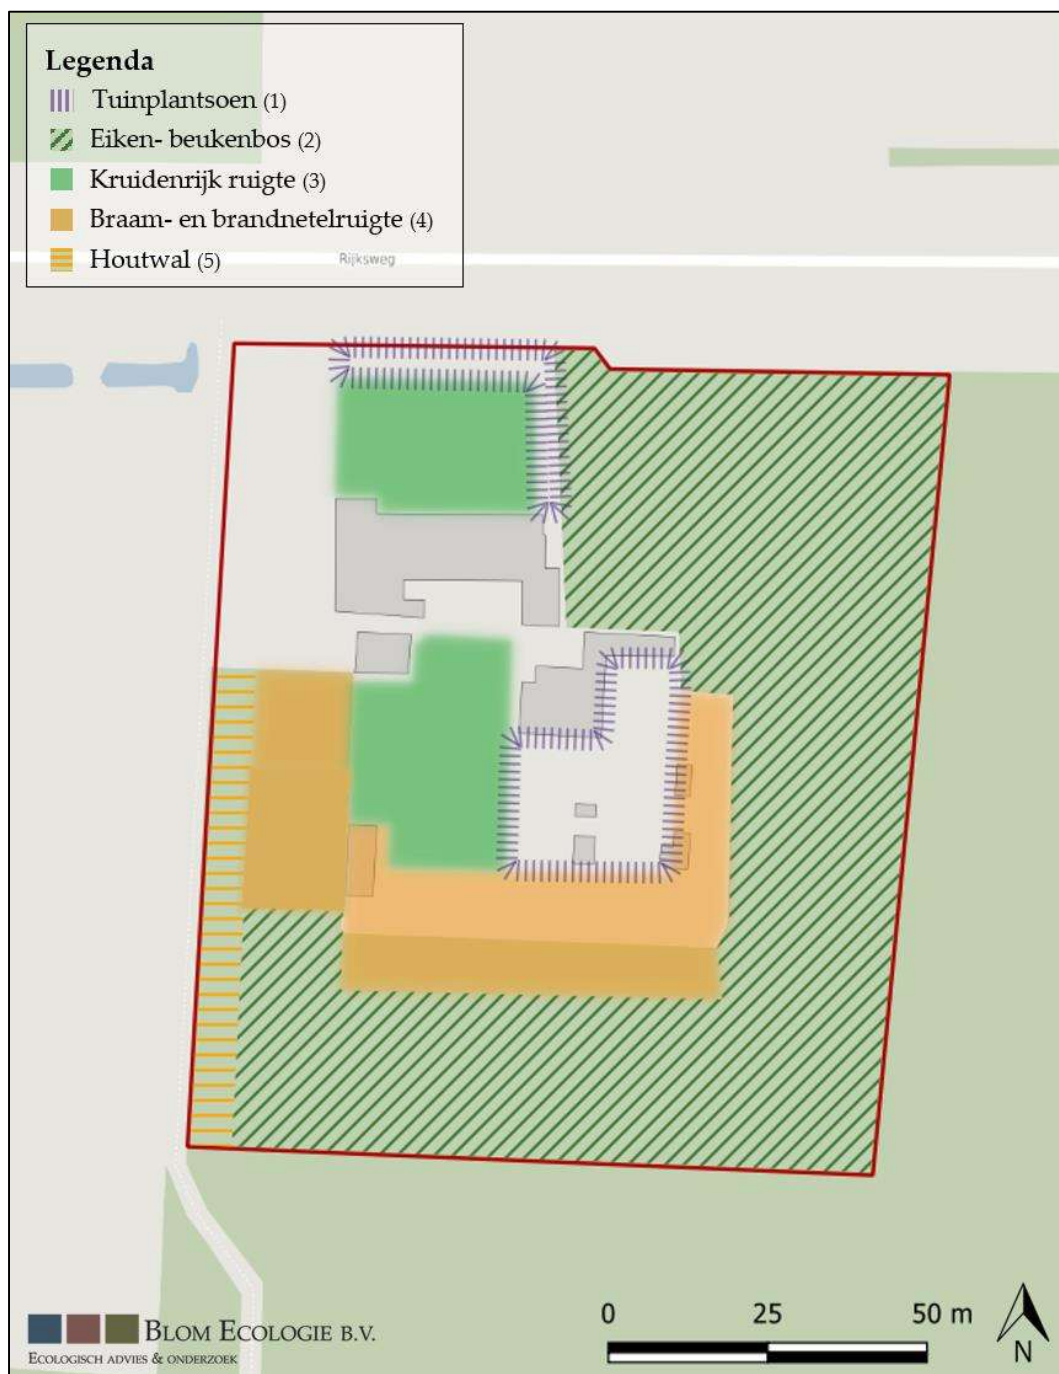 Legenda
Tuinplantsoen (1)
Eiken- beukenbos (2)
Kruidenrijk ruigte (3)
Braam- en brandnetelruigte (4)
Houtwal (5)
Rijksweg
0 25 50 m
N
BLOM ECOLOGIE B.V.
ECOLOGISCH ADVIES & ONDERZOEK